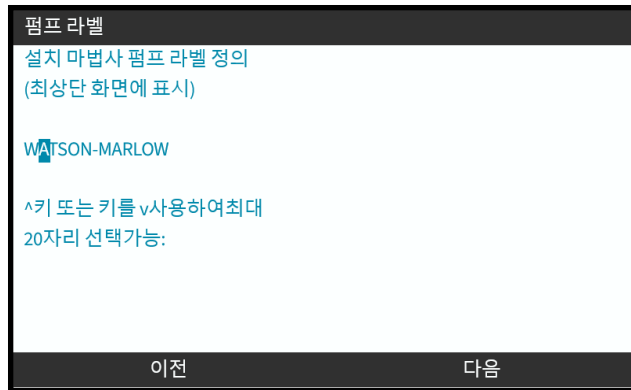 펌프 라벨
설치 마법사 펌프 라벨 정의
(최상단 화면에 표시)
WATSON-MARLOW
^키 또는 키를 v사용하여최대
20자리 선택가능:
이전 다음